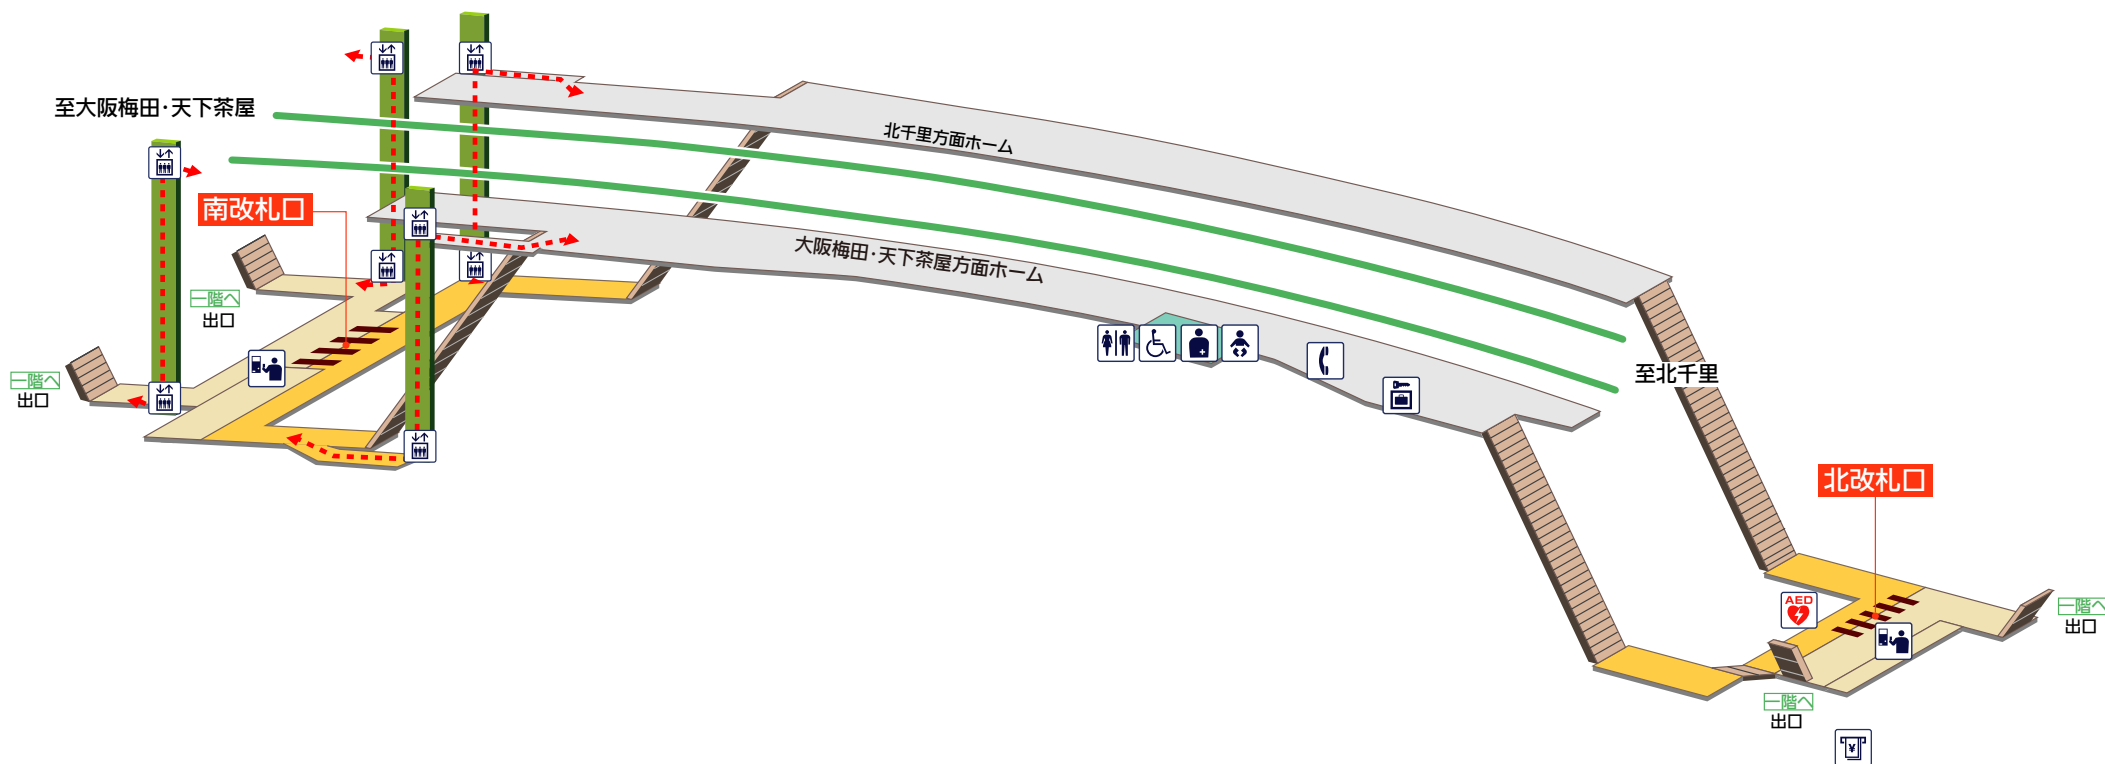 至大阪梅田・天下茶屋
北千里方面ホーム
南改札口
大阪梅田・天下茶屋方面ホーム
一階へ
出口
一階へ
出口
至北千里
北改札口
AED
一階へ
出口
一階へ
出口
¥